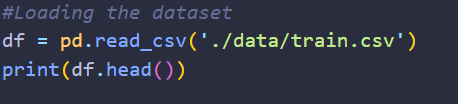 #Loading the dataset
df = pd.read_csv('./data/train.csv')
print(df.head())